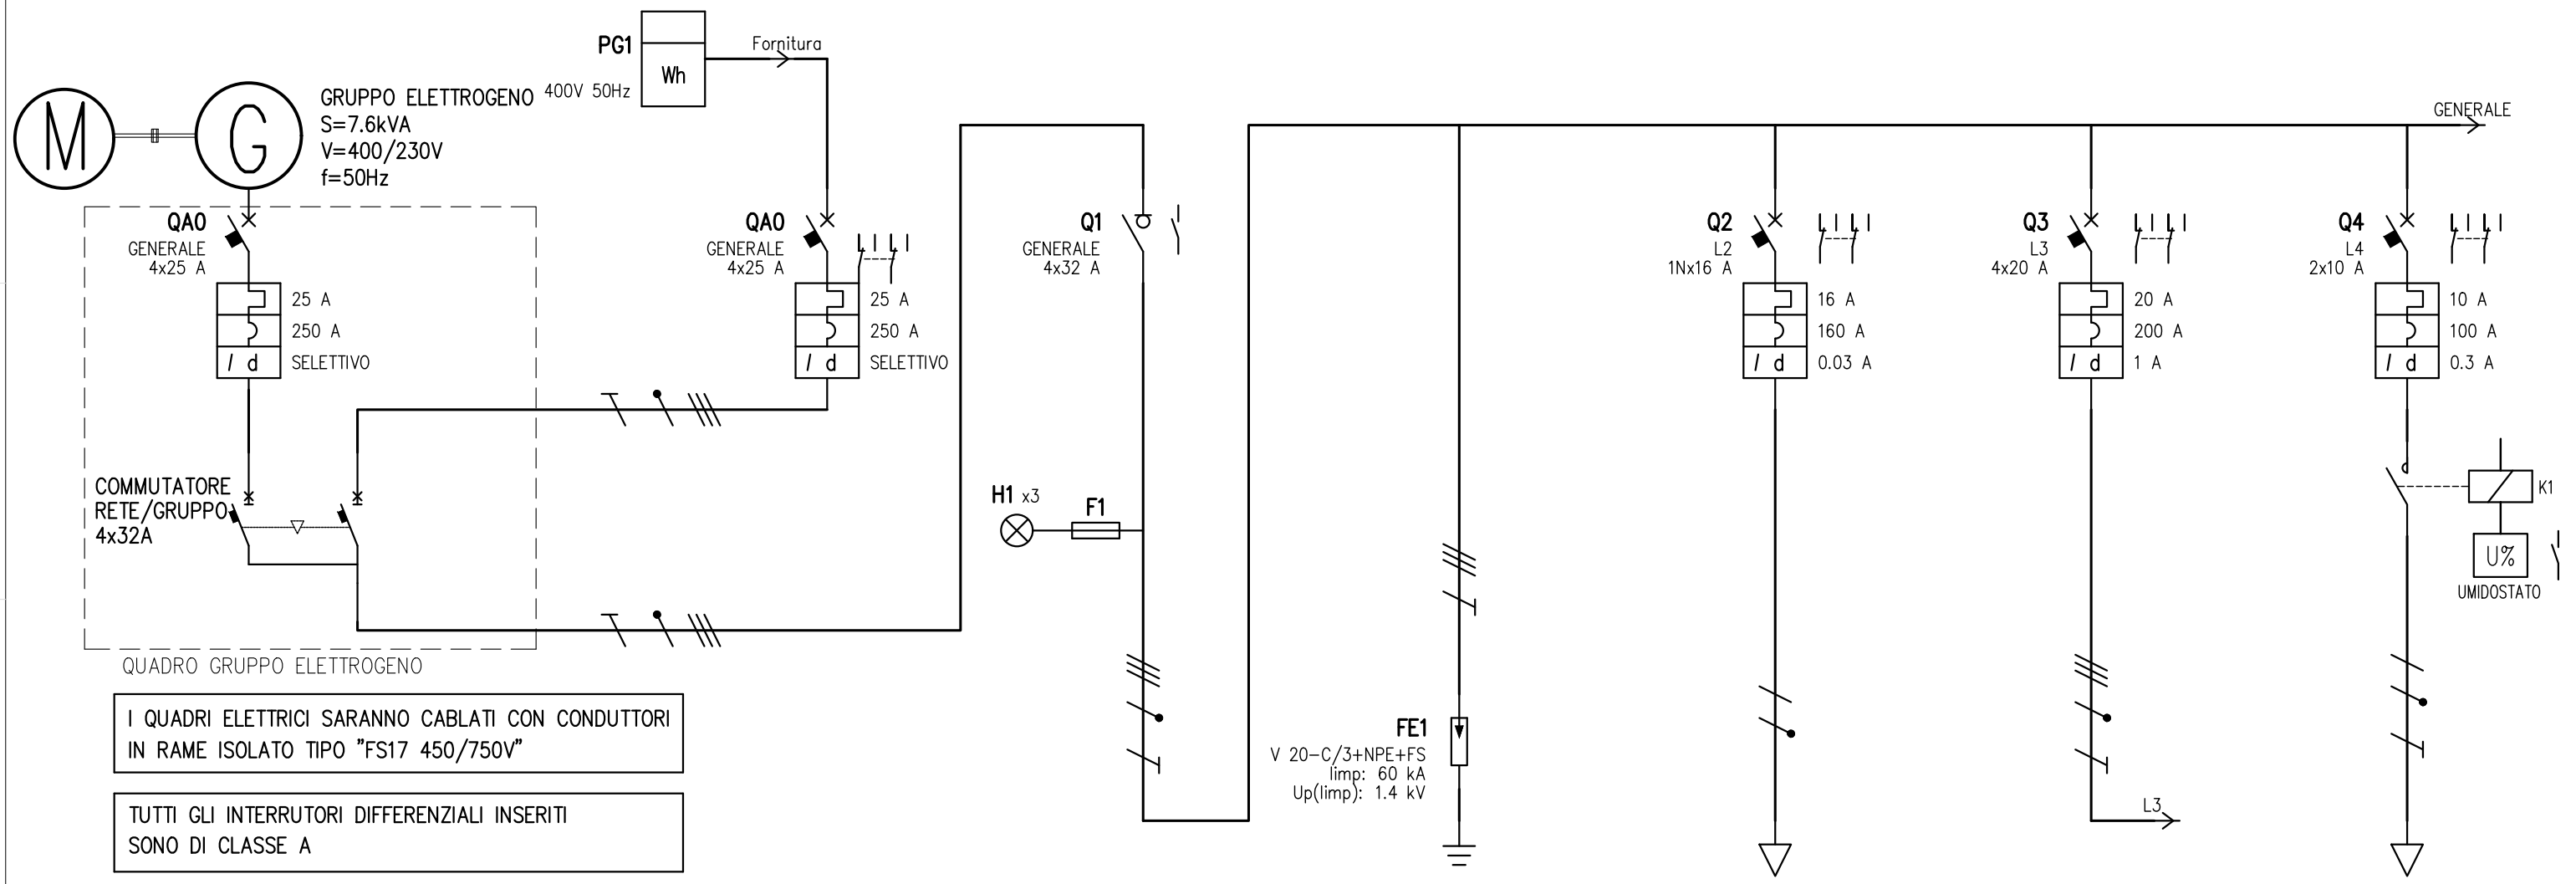 M
G
GRUPPO ELETTROGENO
S=7.6kVA
V=400/230V
f=50Hz
PG1
Wh
400V 50Hz
Fornitura
GENERALE
QA0
GENERALE
4x25 A
25 A
250 A
I d
SELETTIVO
QA0
GENERALE
4x25 A
25 A
250 A
I d
SELETTIVO
Q1
GENERALE
4x32 A
Q2
L2
1Nx16 A
16 A
160 A
I d
0.03 A
Q3
L3
4x20 A
20 A
200 A
I d
1 A
Q4
L4
2x10 A
10 A
100 A
I d
0.3 A
COMMUTATORE
RETE/GRUPPO
4x32A
H1 x3
F1
K1
U%
UMIDOSTATO
QUADRO GRUPPO ELETTROGENO
I QUADRI ELETTRICI SARANNO CABLATI CON CONDUTTORI
IN RAME ISOLATO TIPO "FS17 450/750V"
TUTTI GLI INTERRUTORI DIFFERENZIALI INSERITI
SONO DI CLASSE A
FE1
V 20-C/3+NPE+FS
Iimp: 60 kA
Up(Iimp): 1.4 kV
L3